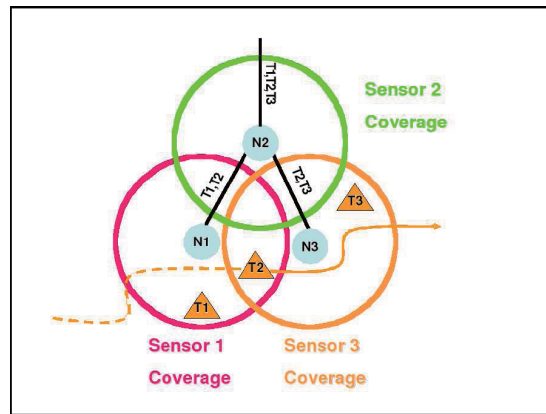 T1,T2,T3
Sensor 2
Coverage
N2
T1,T2
T2,T3
T3
N1
N3
T2
T1
Sensor 1
Coverage
Sensor 3
Coverage